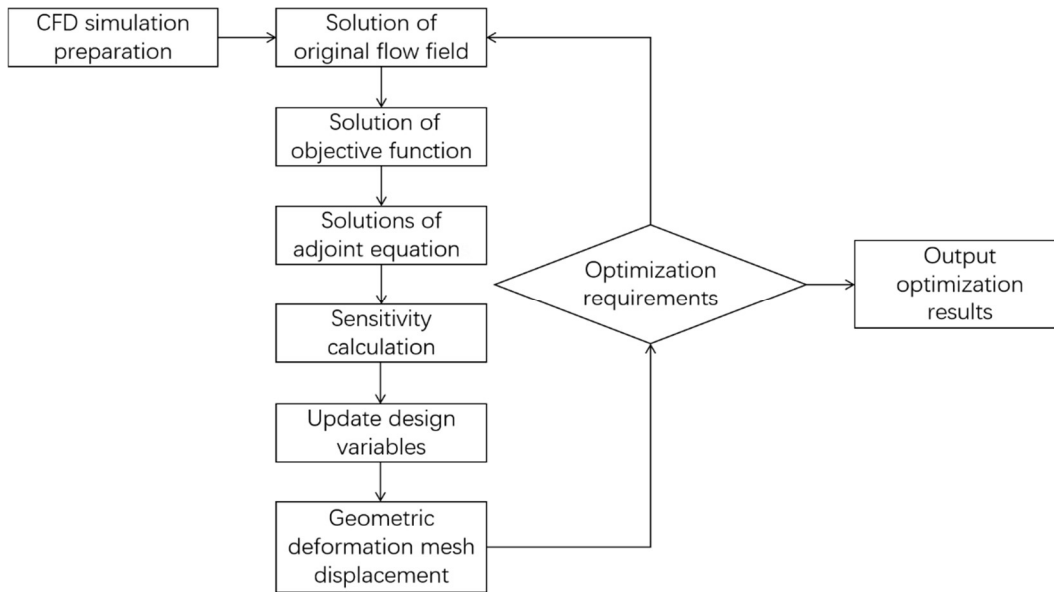 CFD simulation
preparation
Solution of
original flow field
Solution of
objective function
Solutions of
adjoint equation
Sensitivity
calculation
Update design
variables
Geometric
deformation mesh
displacement
Optimization
requirements
Output
optimization
results